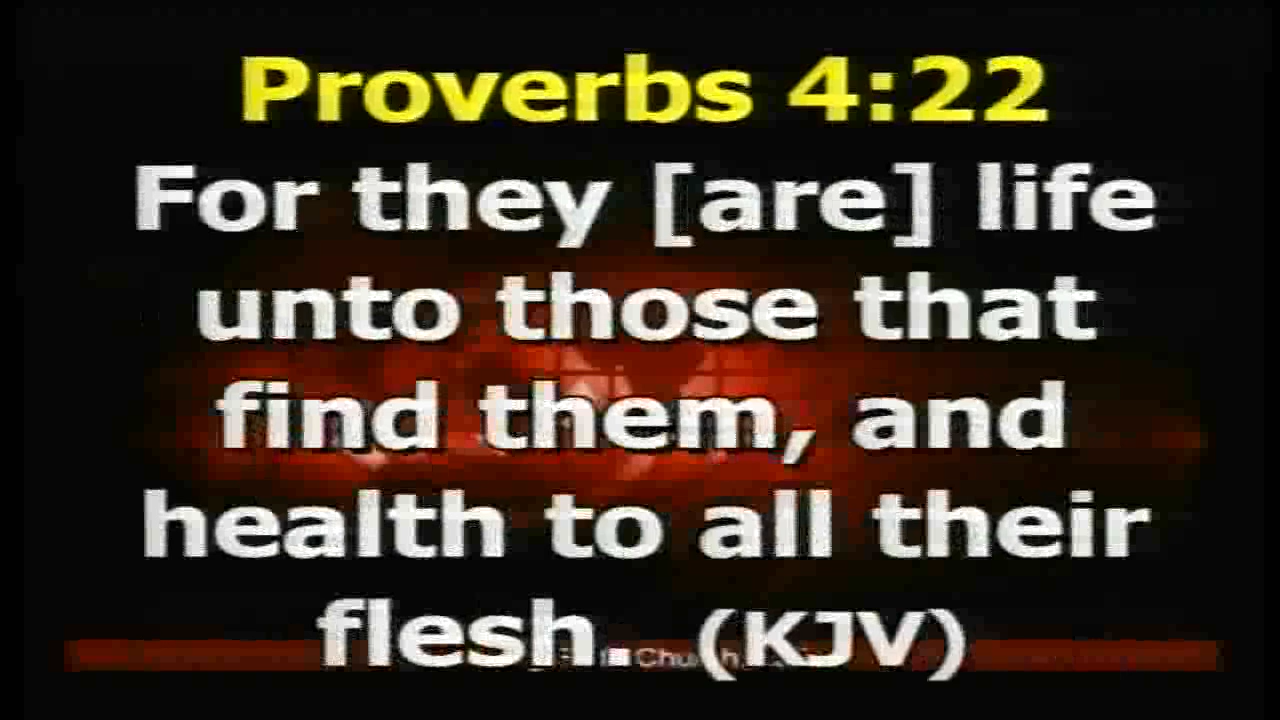 Proverbs 4:22
For they [are] life
unto those that
find them, and
health to all their
flesh (KJV)
Church